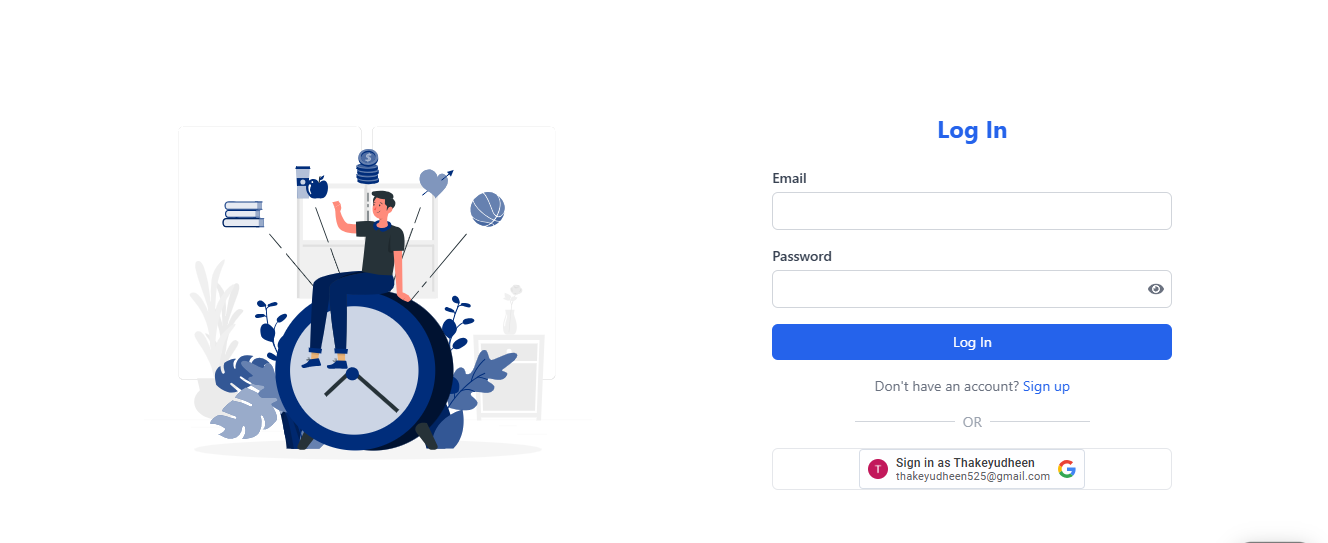 Log In
Email
Password
Log In
Don't have an account? Sign up
OR
T
Sign in as Thakeyudheen
thakeyudheen525@gmail.com
$